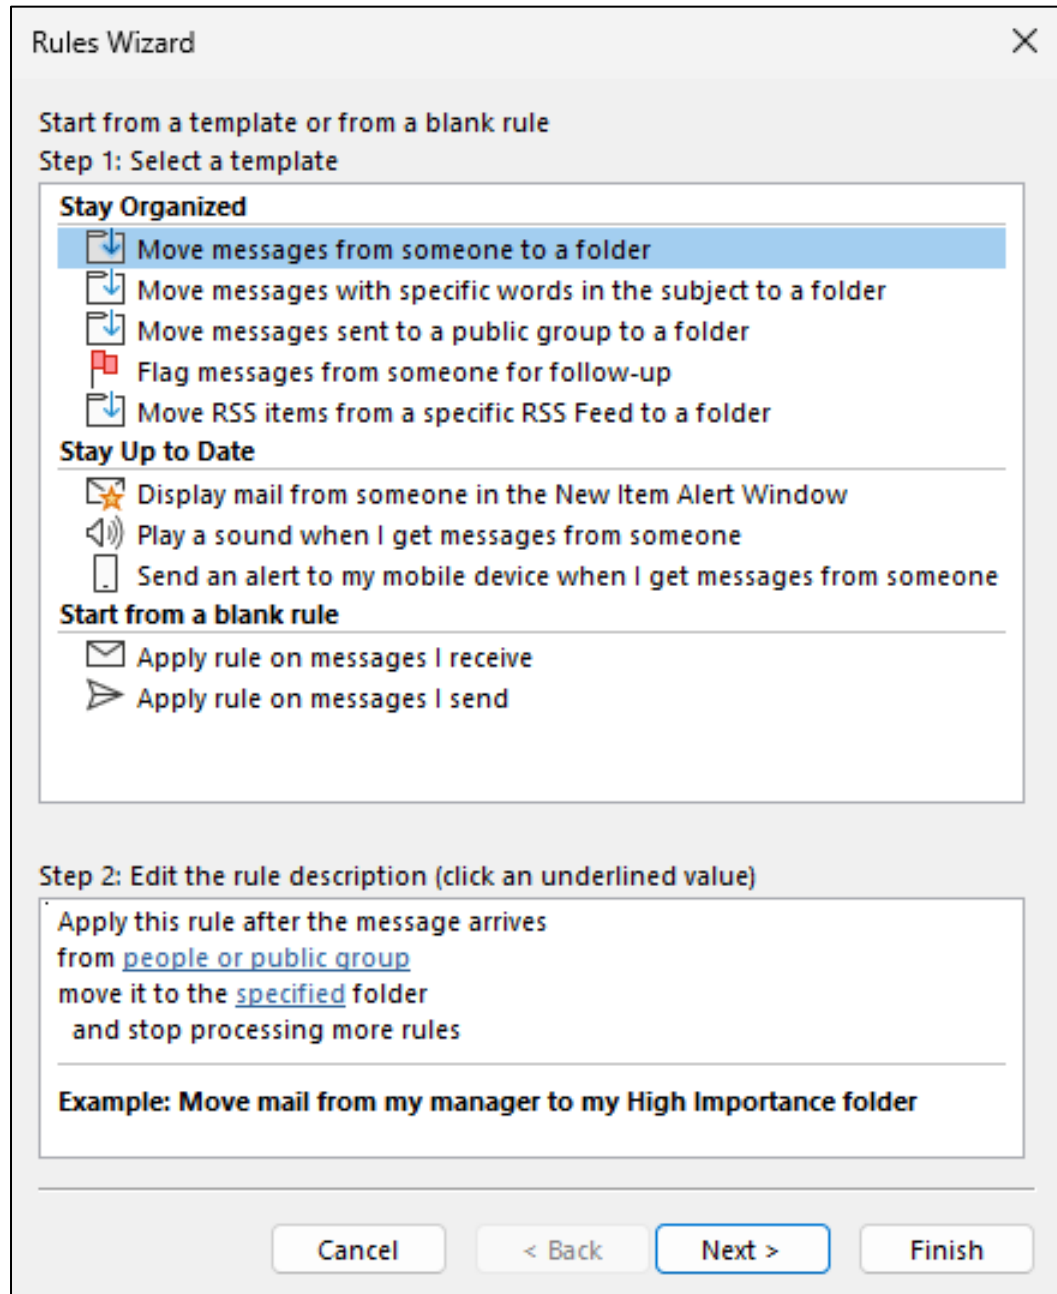 Rules Wizard
Start from a template or from a blank rule
Step 1: Select a template
Stay Organized
Move messages from someone to a folder
Move messages with specific words in the subject to a folder
Move messages sent to a public group to a folder
Flag messages from someone for follow-up
Move RSS items from a specific RSS Feed to a folder
Stay Up to Date
Display mail from someone in the New Item Alert Window
Play a sound when I get messages from someone
Send an alert to my mobile device when I get messages from someone
Start from a blank rule
Apply rule on messages I receive
Apply rule on messages I send
Step 2: Edit the rule description (click an underlined value)
Apply this rule after the message arrives
from people or public group
move it to the specified folder
and stop processing more rules
Example: Move mail from my manager to my High Importance folder
Cancel < Back Next > Finish